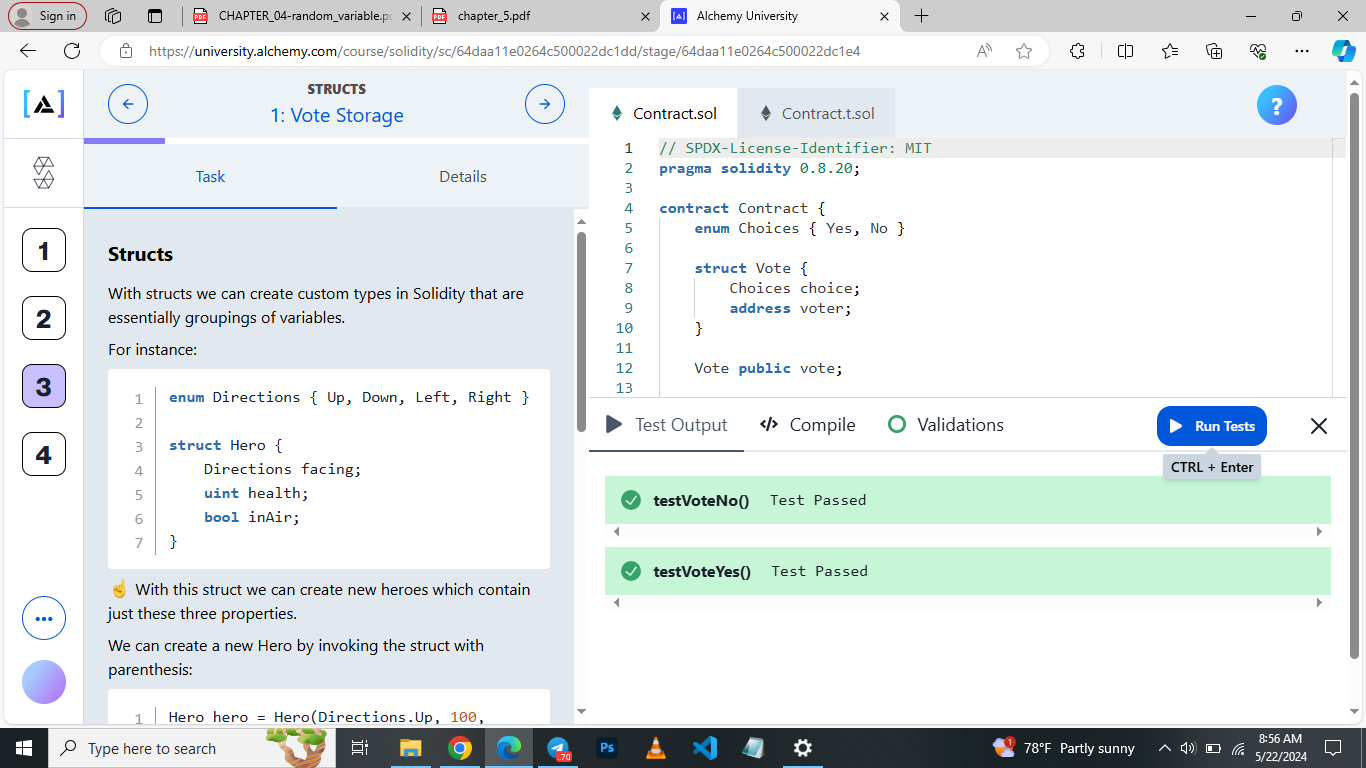 Sign in
CHAPTER_04-random_variable.pd
chapter_5.pdf
Alchemy University
https://university.alchemy.com/course/solidity/sc/64daa11e0264c500022dc1dd/stage/64daa11e0264c500022dc1e4
STRUCTS
1: Vote Storage
Task
Details
1
2
3
4
Structs
With structs we can create custom types in Solidity that are
essentially groupings of variables.
For instance:
1 enum Directions { Up, Down, Left, Right }
2
3 struct Hero {
4 Directions facing;
5 uint health;
6 bool inAir;
7 }
☝ With this struct we can create new heroes which contain
just these three properties.
We can create a new Hero by invoking the struct with
parenthesis:
1 Hero hero = Hero(Directions.Up, 100,
Contract.sol
Contract.t.sol
?
1 // SPDX-License-Identifier: MIT
2 pragma solidity 0.8.20;
3
4 contract Contract {
5 enum Choices { Yes, No }
6
7 struct Vote {
8 Choices choice;
9 address voter;
10 }
11
12 Vote public vote;
13
Test Output
Compile
Validations
Run Tests
CTRL + Enter
testVoteNo() Test Passed
testVoteYes() Test Passed
Type here to search
.70
Ps
1
78°F Partly sunny
8:56 AM
5/22/2024